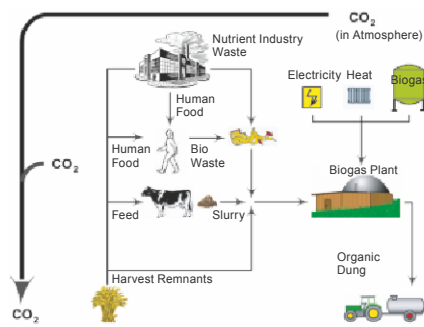 CO2
(in Atmosphere)
Nutrient Industry
Waste
Electricity Heat Biogas
Human
Food
Human
Food
Bio
Waste
CO2
Biogas Plant
Feed
Slurry
Organic
Dung
Harvest Remnants
CO2